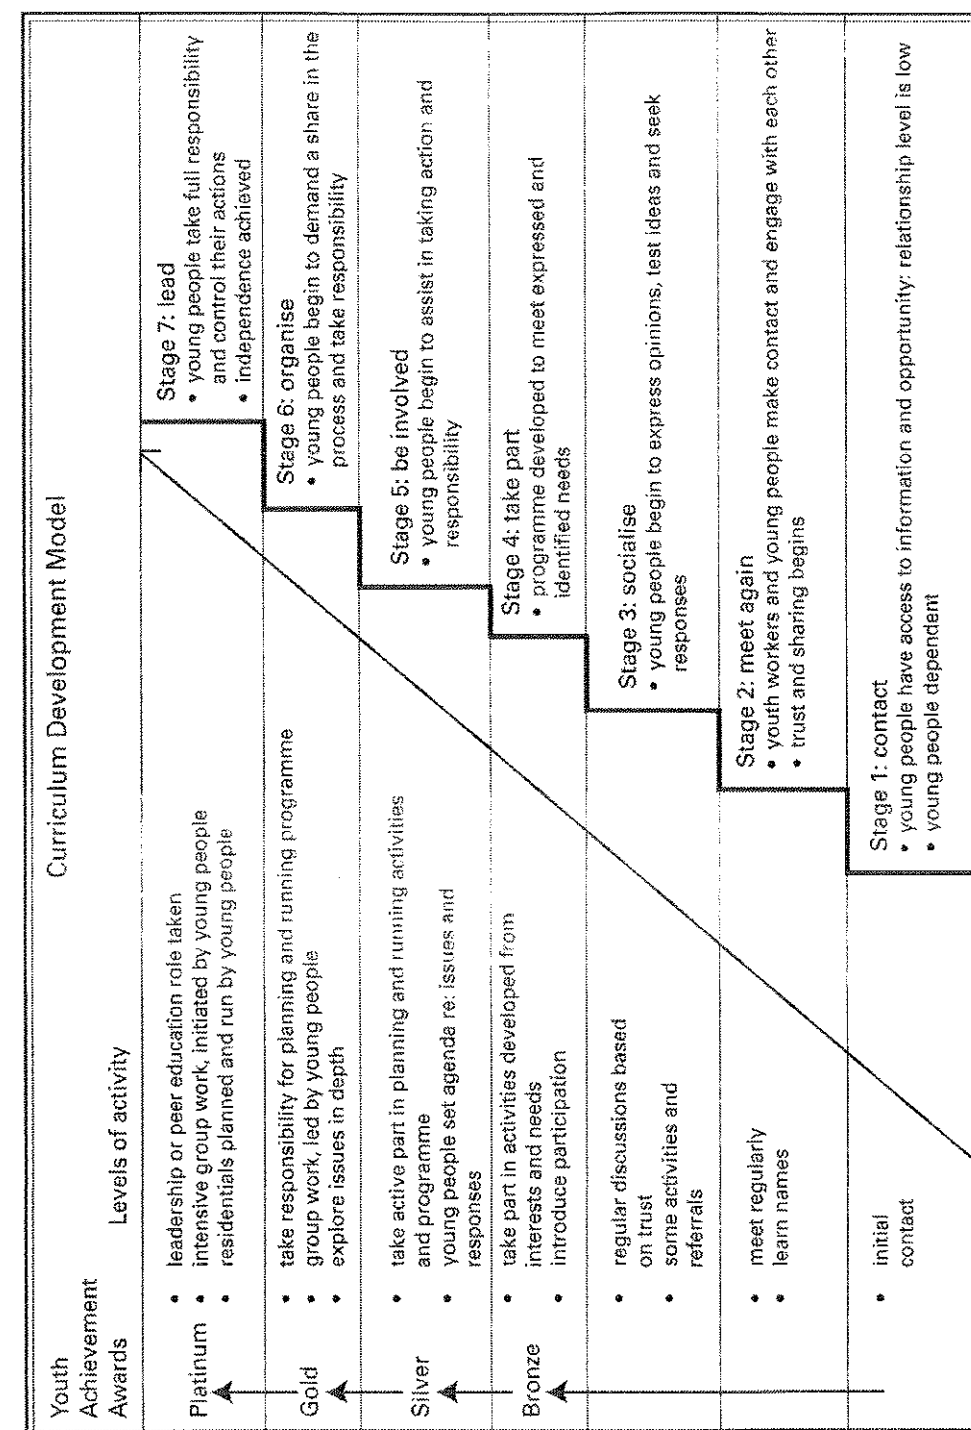 Curriculum Development Model
Youth
Achievement
Awards
Levels of activity
Platinum
• leadership or peer education role taken
• intensive group work, initiated by young people
• residentials planned and run by young people
Stage 7: lead
• young people take full responsibility
and control their actions
• independence achieved
Gold
• take responsibility for planning and running programme
• group work, led by young people
• explore issues in depth
Stage 6: organise
• young people begin to demand a share in the
process and take responsibility
Silver
• take active part in planning and running activities
and programme
• young people set agenda re: issues and
responses
Stage 5: be involved
• young people begin to assist in taking action and
responsibility
Bronze
• take part in activities developed from
interests and needs
• introduce participation
Stage 4: take part
• programme developed to meet expressed and
identified needs
• regular discussions based
on trust
• some activities and
referrals
Stage 3: socialise
• young people begin to express opinions, test ideas and seek
responses
• meet regularly
• learn names
Stage 2: meet again
• youth workers and young people make contact and engage with each other
• trust and sharing begins
• initial
contact
Stage 1: contact
• young people have access to information and opportunity: relationship level is low
• young people dependent